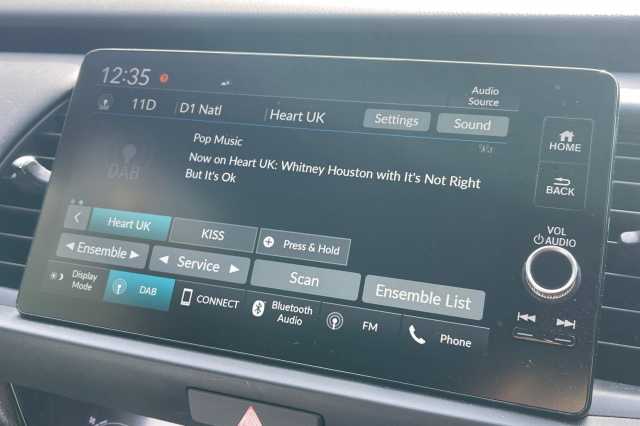 12:35
Audio
Source
11D D1 Natl Heart UK Settings Sound
HOME
Pop Music
Now on Heart UK: Whitney Houston with It's Not Right
But It's Ok
DAB
BACK
Heart UK KISS Press & Hold
VOL
AUDIO
Ensemble Service Scan Ensemble List
Display
Mode
DAB CONNECT Bluetooth
Audio
FM Phone